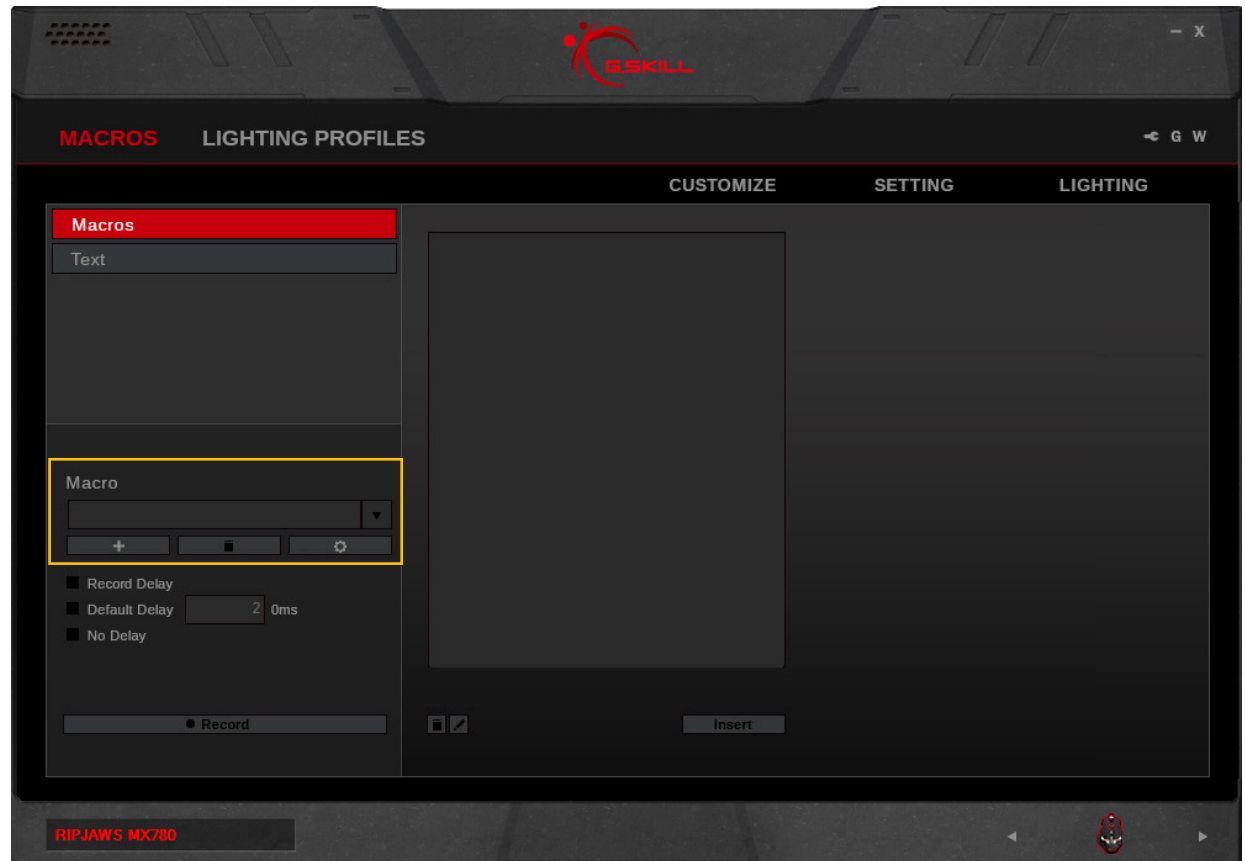 G.SKILL
- X
MACROS LIGHTING PROFILES
G W
CUSTOMIZE SETTING LIGHTING
Macros
Text
Macro
Record Delay
Default Delay 2 0ms
No Delay
Record
Insert
RIPJAWS MX780